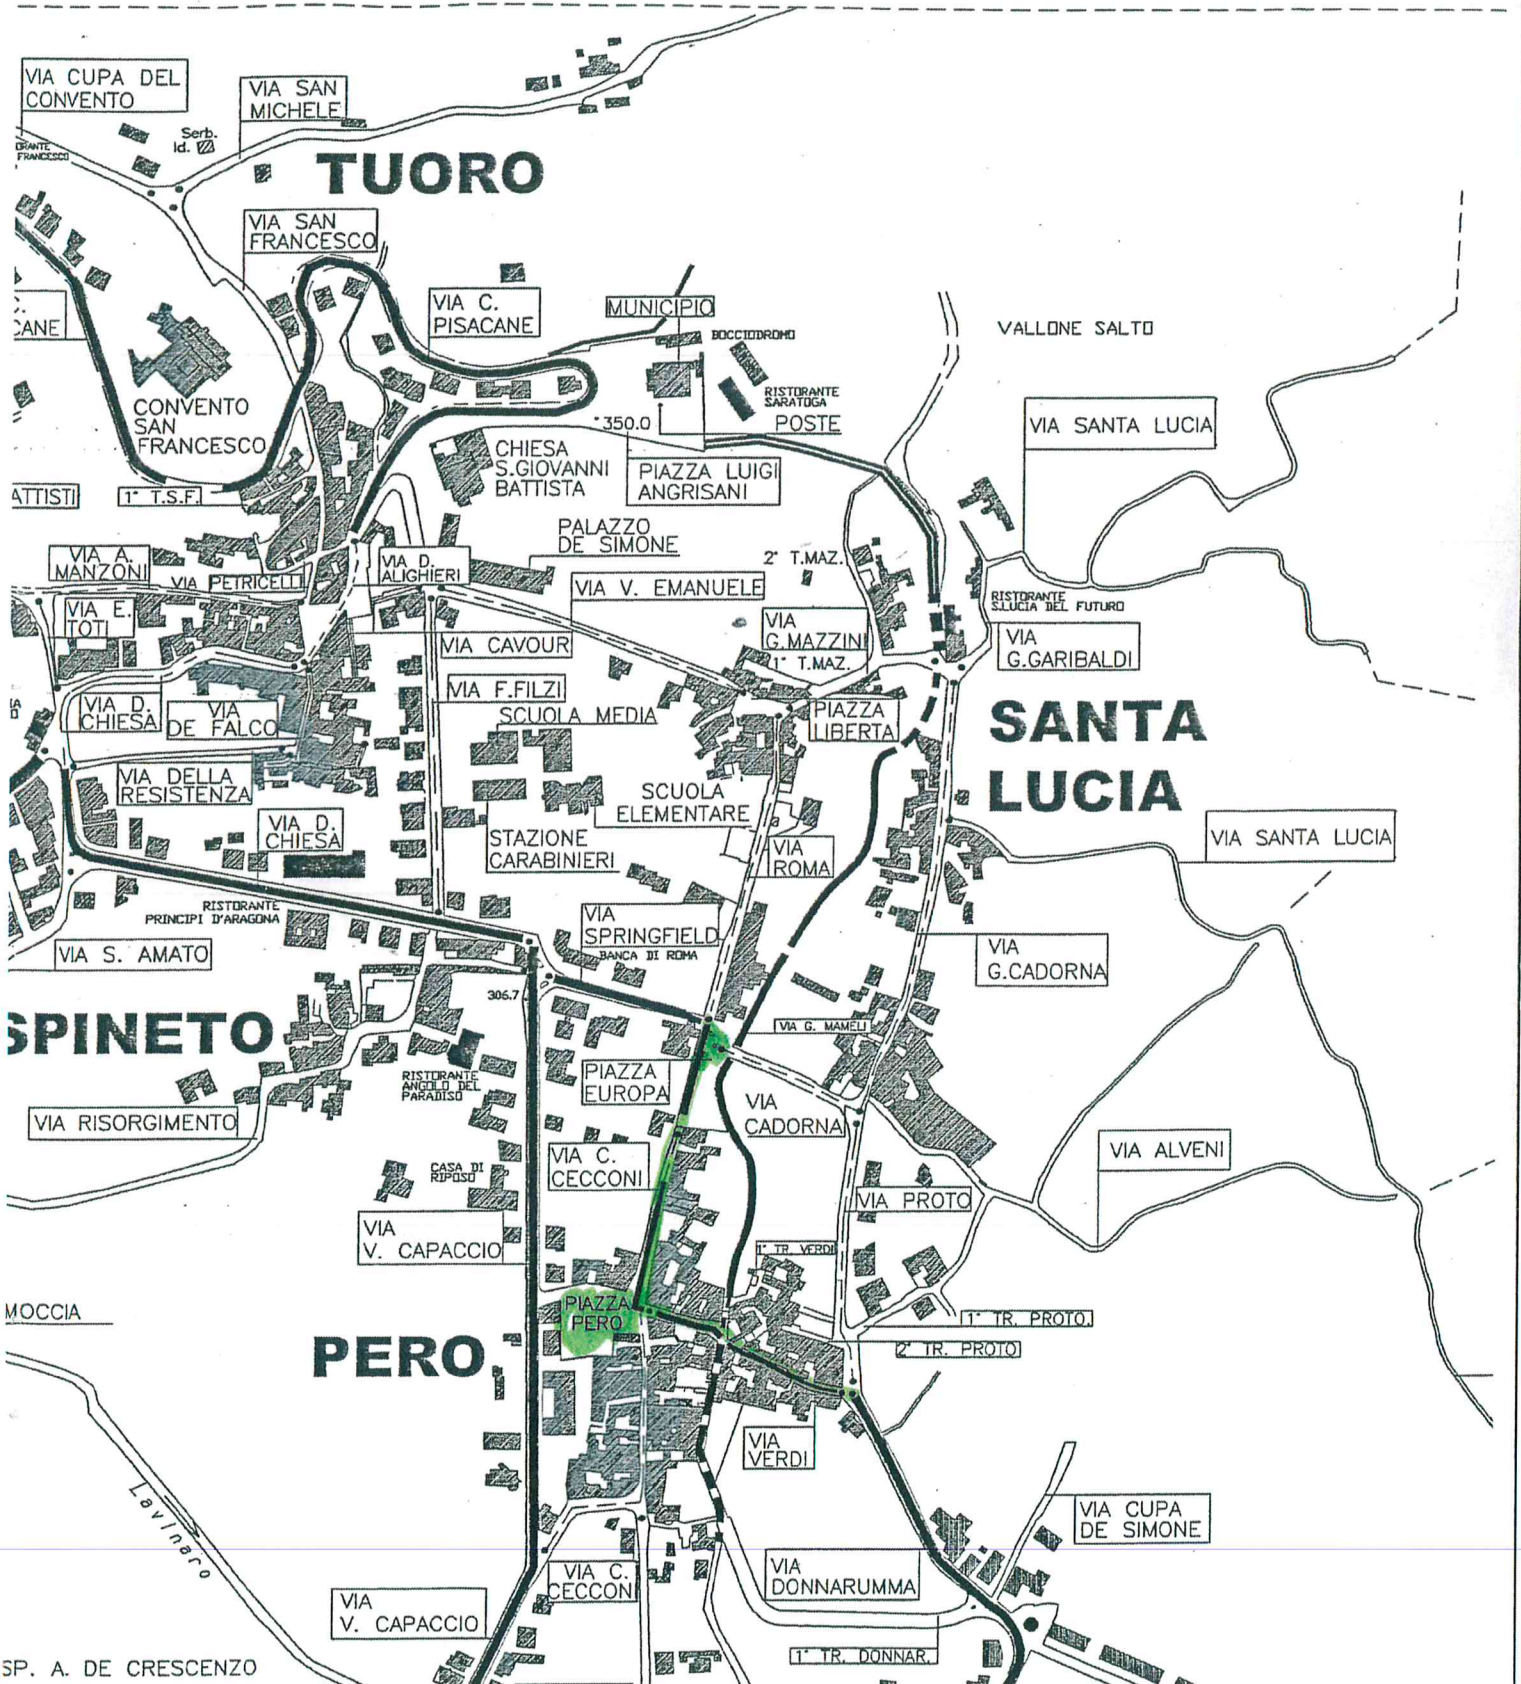 VIA CUPA DEL
CONVENTO
VIA SAN
MICHELE
Serb.
Id.
FRANCESCO
TUORO
VIA SAN
FRANCESCO
VIA C.
PISACANE
MUNICIPIO
BOCCIODROMO
VALLONE SALTO
CANE
CONVENTO
SAN
FRANCESCO
RISTORANTE
SARATOGA
350.0
POSTE
CHIESA
S.GIOVANNI
BATTISTA
PIAZZA LUIGI
ANGRISANI
VIA SANTA LUCIA
ATTISTI
1° T.S.F.
PALAZZO
DE SIMONE
2° T.MAZ.
VIA A.
MANZONI
VIA PETRICELLI
VIA D.
ALIGHIERI
VIA V. EMANUELE
RISTORANTE
S.LUCIA DEL FUTURO
VIA E.
TOTI
VIA CAVOUR
VIA
G.MAZZINI
1° T.MAZ.
VIA
G.GARIBALDI
VIA D.
CHIESA
VIA
DE FALCO
VIA F.FILZI
SCUOLA MEDIA
PIAZZA
LIBERTA
SANTA
LUCIA
VIA DELLA
RESISTENZA
SCUOLA
ELEMENTARE
VIA D.
CHIESA
STAZIONE
CARABINIERI
VIA
ROMA
VIA SANTA LUCIA
RISTORANTE
PRINCIPI D'ARAGONA
VIA
SPRINGFIELD
BANCA DI ROMA
VIA S. AMATO
VIA
G.CADORNA
306.7
SPINETO
VIA G. MAMELI
RISTORANTE
ANGOLO DEL
PARADISO
PIAZZA
EUROPA
VIA
CADORNA
VIA RISORGIMENTO
VIA C.
CECCONI
VIA ALVENI
CASA DI
RIPOSO
VIA PROTO
VIA
V. CAPACCIO
1° TR. VERDI
MOCCIA
PIAZZA
PERO
1° TR. PROTO.
2° TR. PROTO
PERO
VIA
VERDI
Lavinaro
VIA CUPA
DE SIMONE
VIA C.
CECCON
VIA
DONNARUMMA
VIA
V. CAPACCIO
1° TR. DONNAR.
SP. A. DE CRESCENZO